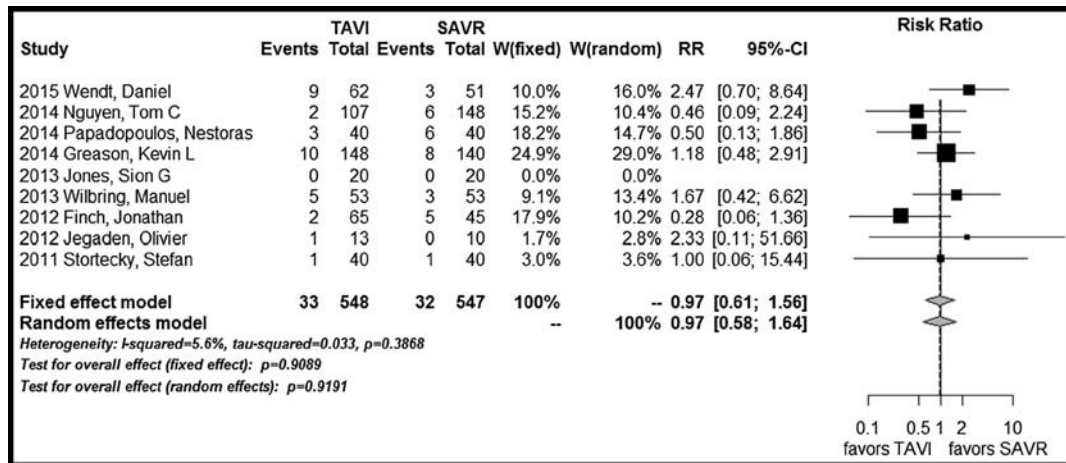 TAVI SAVR Risk Ratio
Study Events Total Events Total W(fixed) W(random) RR 95%-CI
2015 Wendt, Daniel 9 62 3 51 10.0% 16.0% 2.47 [0.70; 8.64]
2014 Nguyen, Tom C 2 107 6 148 15.2% 10.4% 0.46 [0.09; 2.24]
2014 Papadopoulos, Nestoras 3 40 6 40 18.2% 14.7% 0.50 [0.13; 1.86]
2014 Greason, Kevin L 10 148 8 140 24.9% 29.0% 1.18 [0.48; 2.91]
2013 Jones, Sion G 0 20 0 20 0.0% 0.0%
2013 Wilbring, Manuel 5 53 3 53 9.1% 13.4% 1.67 [0.42; 6.62]
2012 Finch, Jonathan 2 65 5 45 17.9% 10.2% 0.28 [0.06; 1.36]
2012 Jegaden, Olivier 1 13 0 10 1.7% 2.8% 2.33 [0.11; 51.66]
2011 Stortecky, Stefan 1 40 1 40 3.0% 3.6% 1.00 [0.06; 15.44]
Fixed effect model 33 548 32 547 100% -- 0.97 [0.61; 1.56]
Random effects model -- 100% 0.97 [0.58; 1.64]
Heterogeneity: I-squared=5.6%, tau-squared=0.033, p=0.3868
Test for overall effect (fixed effect): p=0.9089
Test for overall effect (random effects): p=0.9191
0.1 0.5 1 2 10
favors TAVI favors SAVR